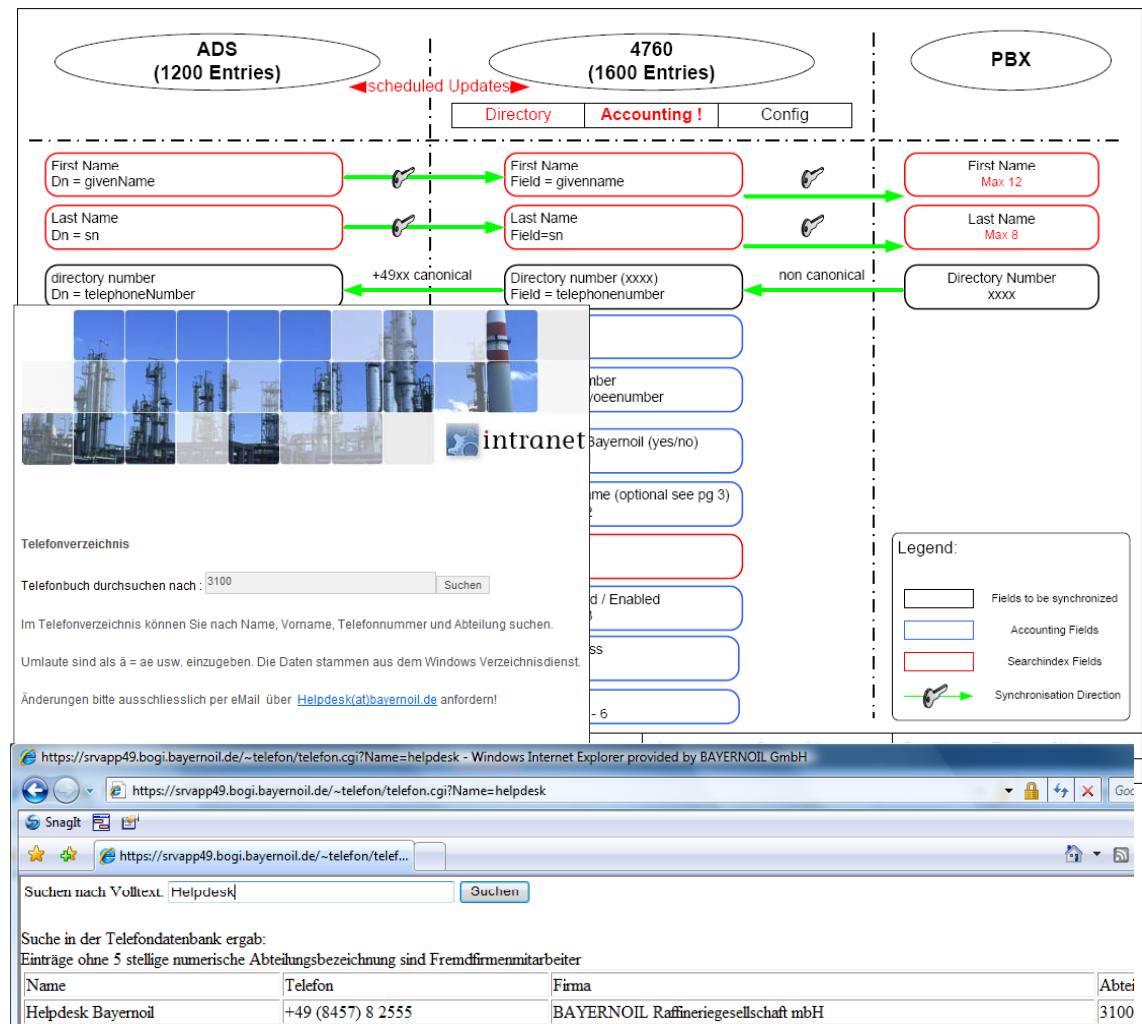 ADS
(1200 Entries)
4760
(1600 Entries)
PBX
scheduled Updates
Directory
Accounting !
Config
First Name
Dn = givenName
First Name
Field = givenname
First Name
Max 12
Last Name
Dn = sn
Last Name
Field=sn
Last Name
Max 8
directory number
Dn = telephoneNumber
+49xx canonical
Directory number (xxxx)
Field = telephonenumber
non canonical
Directory Number
xxxx
yoeenumber
Bayernoil (yes/no)
(optional see pg 3)
d / Enabled
ss
- 6
Legend:
Fields to be synchronized
Accounting Fields
Searchindex Fields
Synchronisation Direction
intranet
Telefonverzeichnis
Telefonbuch durchsuchen nach : 3100 Suchen
Im Telefonverzeichnis können Sie nach Name, Vorname, Telefonnummer und Abteilung suchen.
Umlaute sind als ä = ae usw. einzugeben. Die Daten stammen aus dem Windows Verzeichnisdienst.
Änderungen bitte ausschliesslich per eMail über Helpdesk(at)bayernoil.de anfordern!
https://srvapp49.bogi.bayernoil.de/~telefon/telefon.cgi?Name=helpdesk - Windows Internet Explorer provided by BAYERNOIL GmbH
https://srvapp49.bogi.bayernoil.de/~telefon/telefon.cgi?Name=helpdesk
Goo
SnagIt
https://srvapp49.bogi.bayernoil.de/~telefon/telef...
Suchen nach Volltext. Helpdesk Suchen
Suche in der Telefondatenbank ergab:
Einträge ohne 5 stellige numerische Abteilungsbezeichnung sind Fremdfirmenmitarbeiter
Name Telefon Firma Abtei
Helpdesk Bayernoil +49 (8457) 8 2555 BAYERNOIL Raffineriegesellschaft mbH 3100